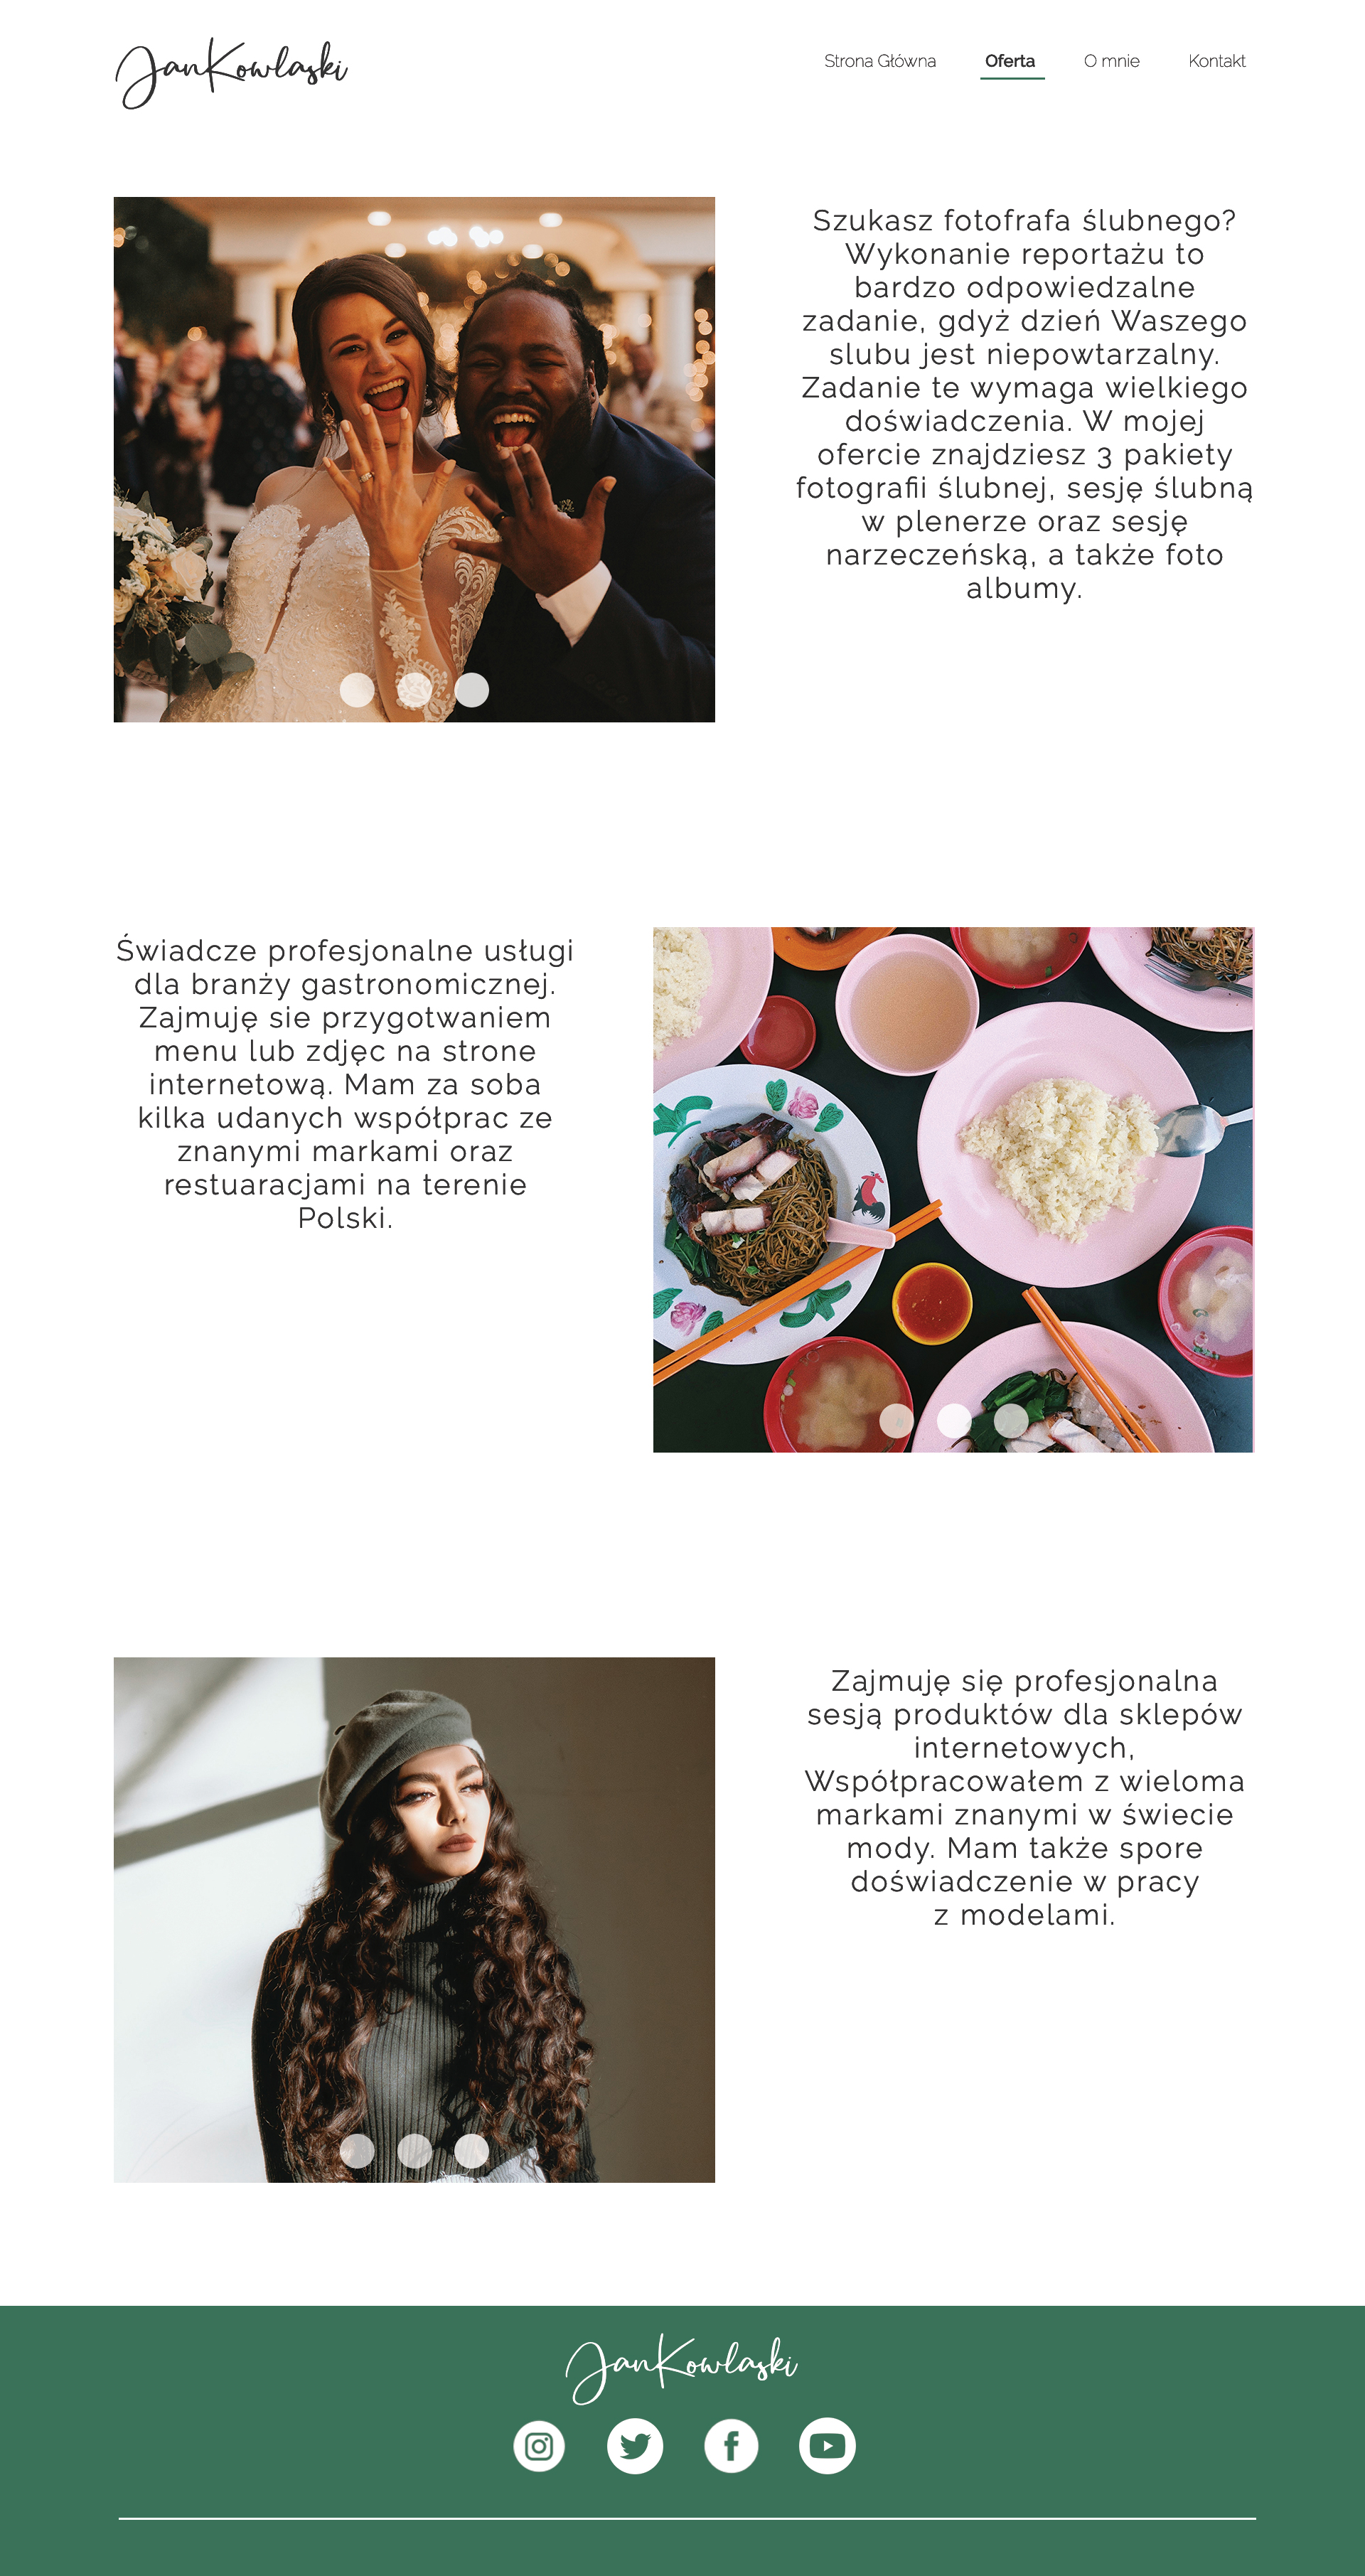 JanKowlaski
Strona Główna Oferta O mnie Kontakt
Szukasz fotofrafa ślubnego?
Wykonanie reportażu to
bardzo odpowiedzalne
zadanie, gdyż dzień Waszego
slubu jest niepowtarzalny.
Zadanie te wymaga wielkiego
doświadczenia. W mojej
ofercie znajdziesz 3 pakiety
fotografii ślubnej, sesję ślubną
w plenerze oraz sesję
narzeczeńską, a także foto
albumy.
Świadcze profesjonalne usługi
dla branży gastronomicznej.
Zajmuję sie przygotwaniem
menu lub zdjęc na strone
internetową. Mam za soba
kilka udanych współprac ze
znanymi markami oraz
restuaracjami na terenie
Polski.
Zajmuję się profesjonalna
sesją produktów dla sklepów
internetowych,
Współpracowałem z wieloma
markami znanymi w świecie
mody. Mam także spore
doświadczenie w pracy
z modelami.
JanKowlaski